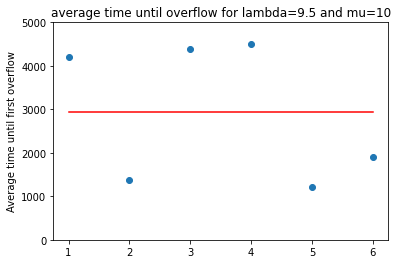 average time until overflow for lambda=9.5 and mu=10
Average time until first overflow
5000
4000
3000
2000
1000
0
1 2 3 4 5 6